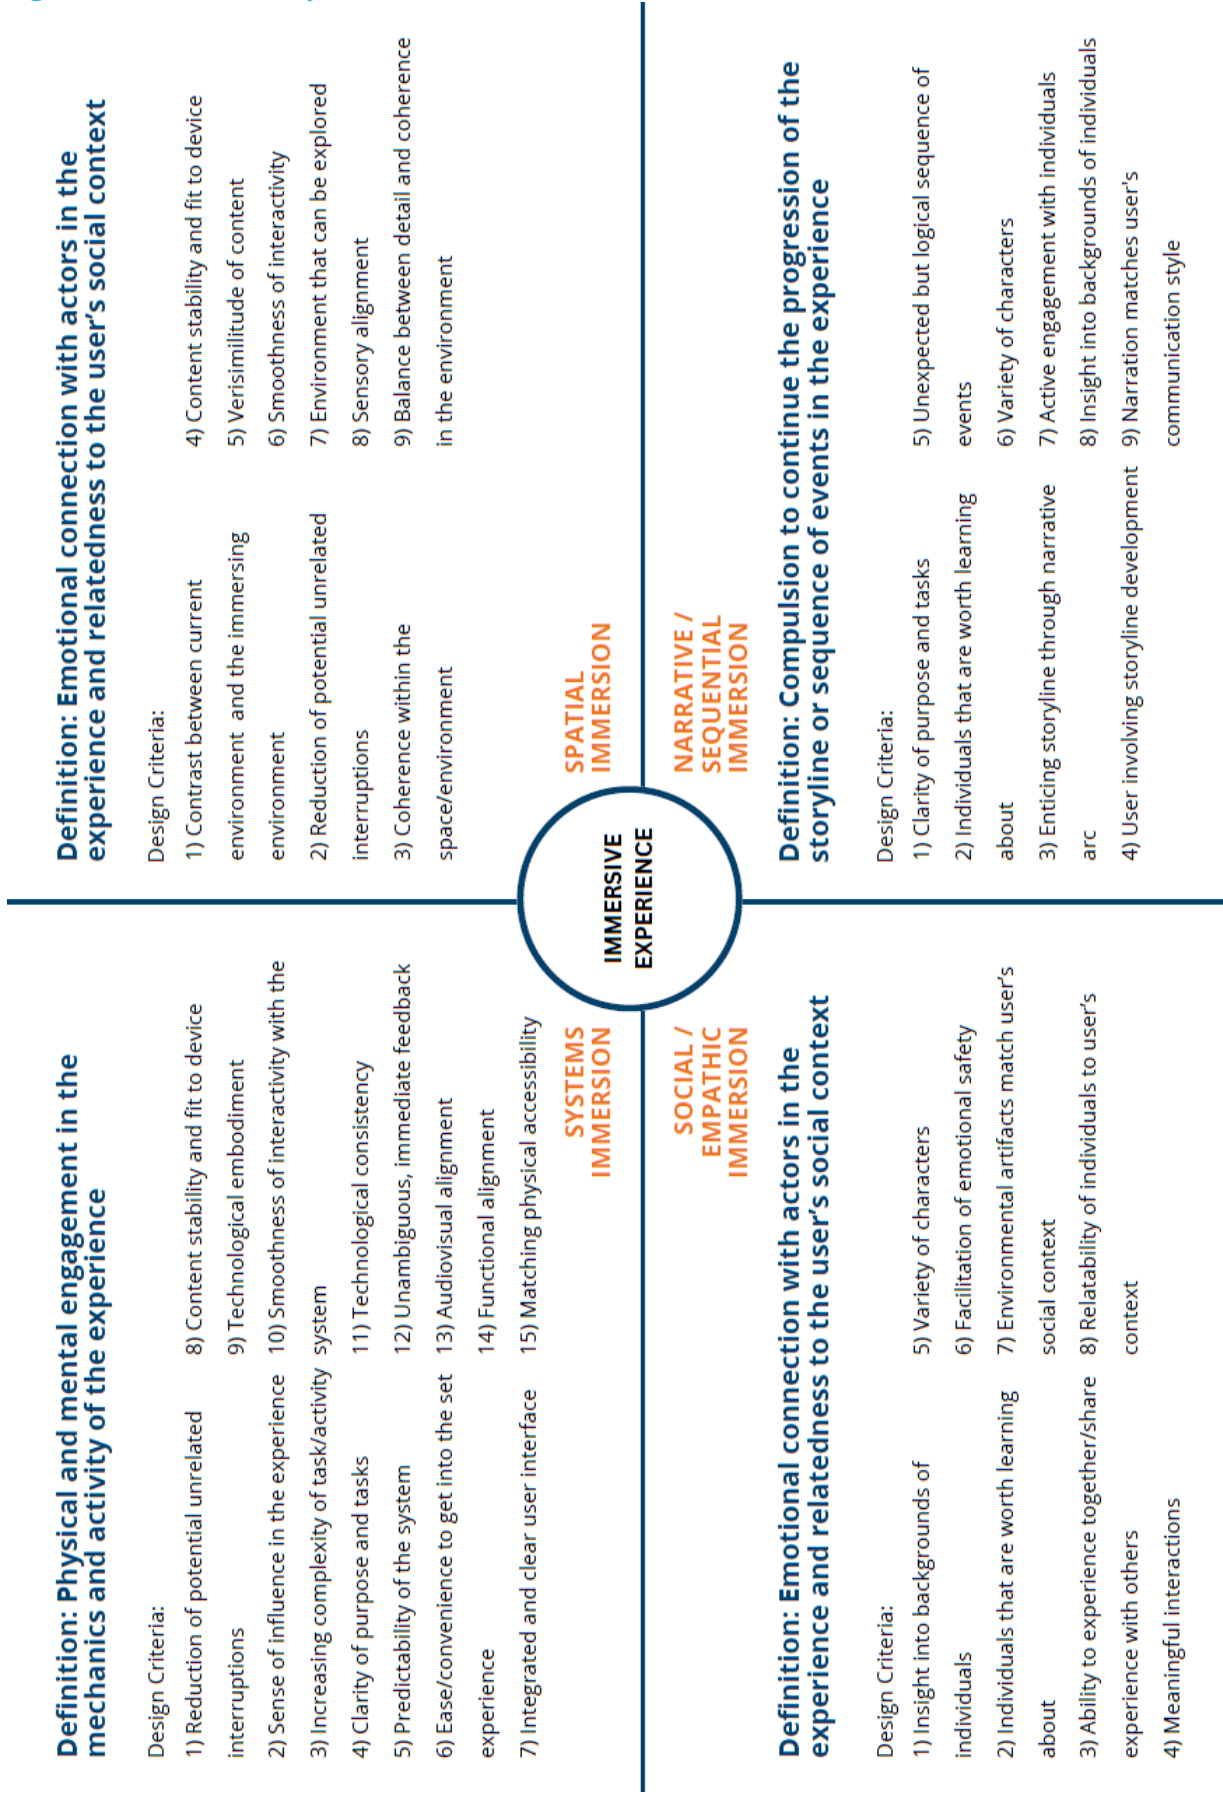 Definition: Physical and mental engagement in the
mechanics and activity of the experience
Design Criteria:
1) Reduction of potential unrelated
interruptions
2) Sense of influence in the experience
3) Increasing complexity of task/activity
4) Clarity of purpose and tasks
5) Predictability of the system
6) Ease/convenience to get into the set
experience
7) Integrated and clear user interface
8) Content stability and fit to device
9) Technological embodiment
10) Smoothness of interactivity with the
system
11) Technological consistency
12) Unambiguous, immediate feedback
13) Audiovisual alignment
14) Functional alignment
15) Matching physical accessibility
SYSTEMS
IMMERSION
Definition: Emotional connection with actors in the
experience and relatedness to the user's social context
Design Criteria:
1) Contrast between current
environment and the immersing
environment
2) Reduction of potential unrelated
interruptions
3) Coherence within the
space/environment
4) Content stability and fit to device
5) Verisimilitude of content
6) Smoothness of interactivity
7) Environment that can be explored
8) Sensory alignment
9) Balance between detail and coherence
in the environment
SPATIAL
IMMERSION
IMMERSIVE
EXPERIENCE
SOCIAL /
EMPATHIC
IMMERSION
Definition: Emotional connection with actors in the
experience and relatedness to the user's social context
Design Criteria:
1) Insight into backgrounds of
individuals
2) Individuals that are worth learning
about
3) Ability to experience together/share
experience with others
4) Meaningful interactions
5) Variety of characters
6) Facilitation of emotional safety
7) Environmental artifacts match user's
social context
8) Relatability of individuals to user's
context
NARRATIVE /
SEQUENTIAL
IMMERSION
Definition: Compulsion to continue the progression of the
storyline or sequence of events in the experience
Design Criteria:
1) Clarity of purpose and tasks
2) Individuals that are worth learning
about
3) Enticing storyline through narrative
arc
4) User involving storyline development
5) Unexpected but logical sequence of
events
6) Variety of characters
7) Active engagement with individuals
8) Insight into backgrounds of individuals
9) Narration matches user's
communication style